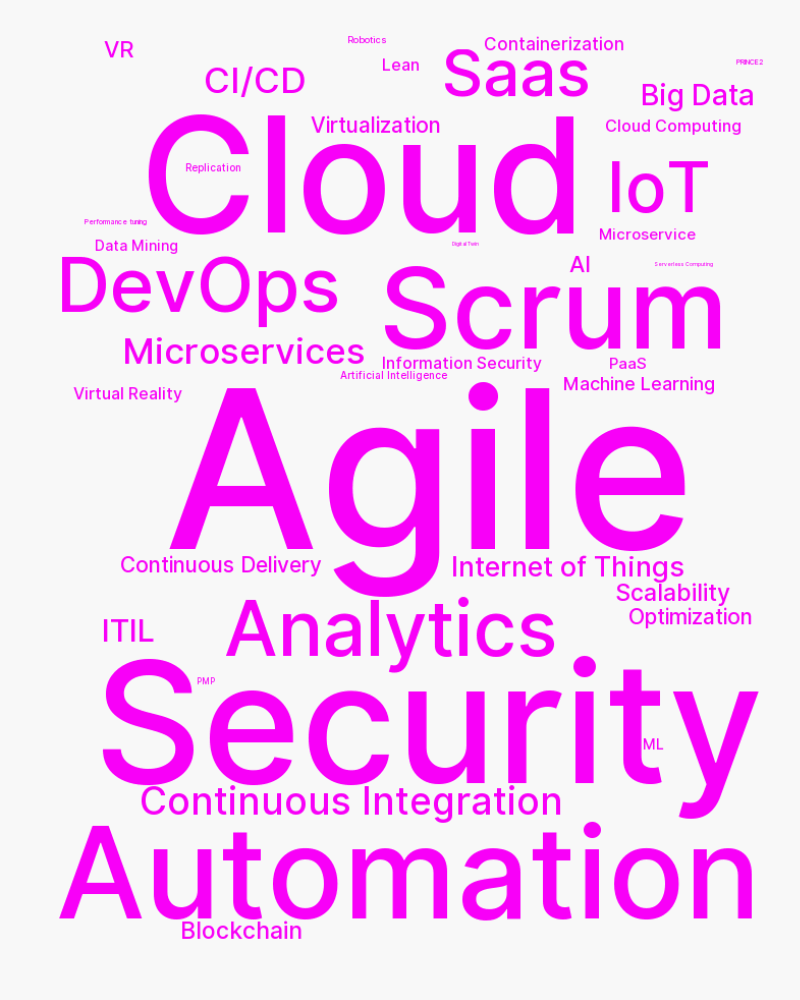 Robotics
VR
Containerization
PRINCE2
Lean
Saas
CI/CD
Big Data
Virtualization
Cloud Computing
Cloud
Replication
IoT
Performance tuning
Microservice
Data Mining
Digital Twin
AI
Serverless Computing
DevOps
Scrum
Microservices
Information Security
PaaS
Artificial Intelligence
Machine Learning
Virtual Reality
Agile
Continuous Delivery
Internet of Things
Scalability
Optimization
ITIL
Analytics
PMP
Security
ML
Continuous Integration
Automation
Blockchain